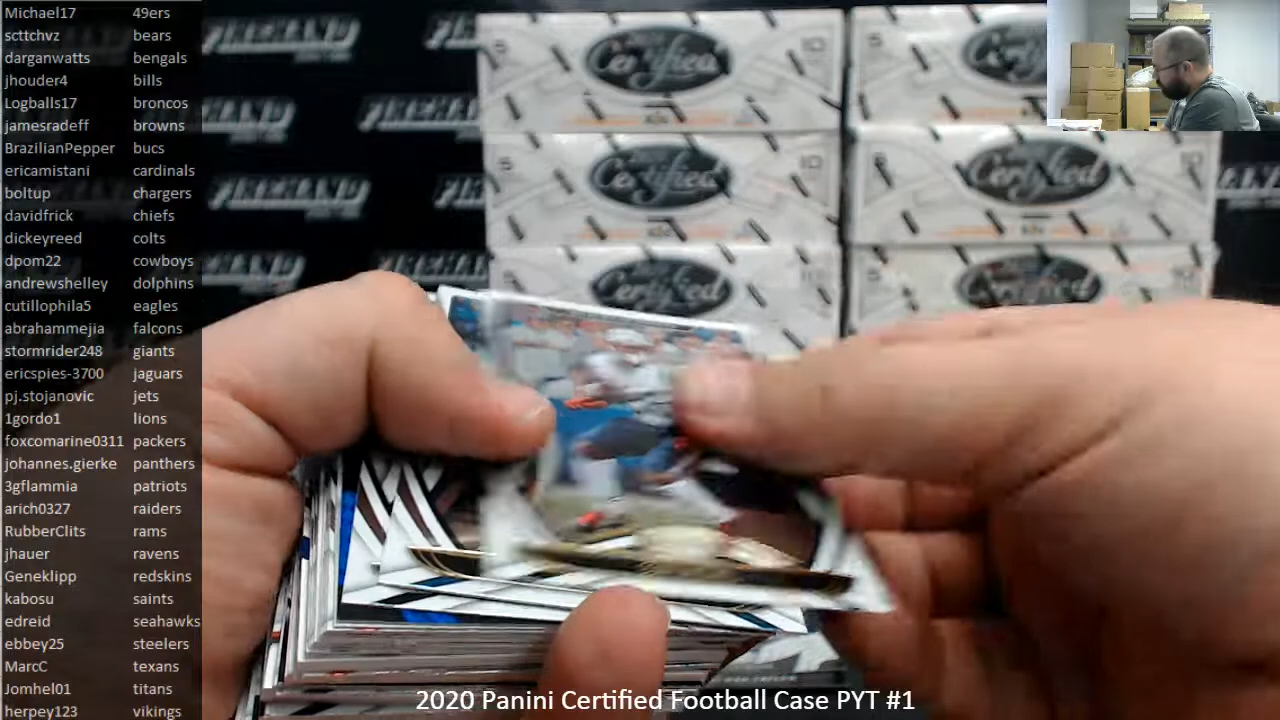 Michael17 49ers
scttchvz bears
darganwatts bengals
jhouder4 bills
Logballs17 broncos
jamesradeff browns
BrazilianPepper bucs
ericamistani cardinals
boltup chargers
davidfrick chiefs
dickeyreed colts
dpom22 cowboys
andrewshelley dolphins
cutillophila5 eagles
abrahammejia falcons
stormrider248 giants
ericspies-3700 jaguars
pj.stojanovic jets
1gordo1 lions
foxcomarine0311 packers
johannes.gierke panthers
3gflammia patriots
arich0327 raiders
RubberClits rams
jhauer ravens
Geneklipp redskins
kabosu saints
edreid seahawks
ebbey25 steelers
MarcC texans
Jomhel01 titans
herpey123 vikings
Certified
Certified
Certified
Certified
Certified
Certified
2020 Panini Certified Football Case PYT #1